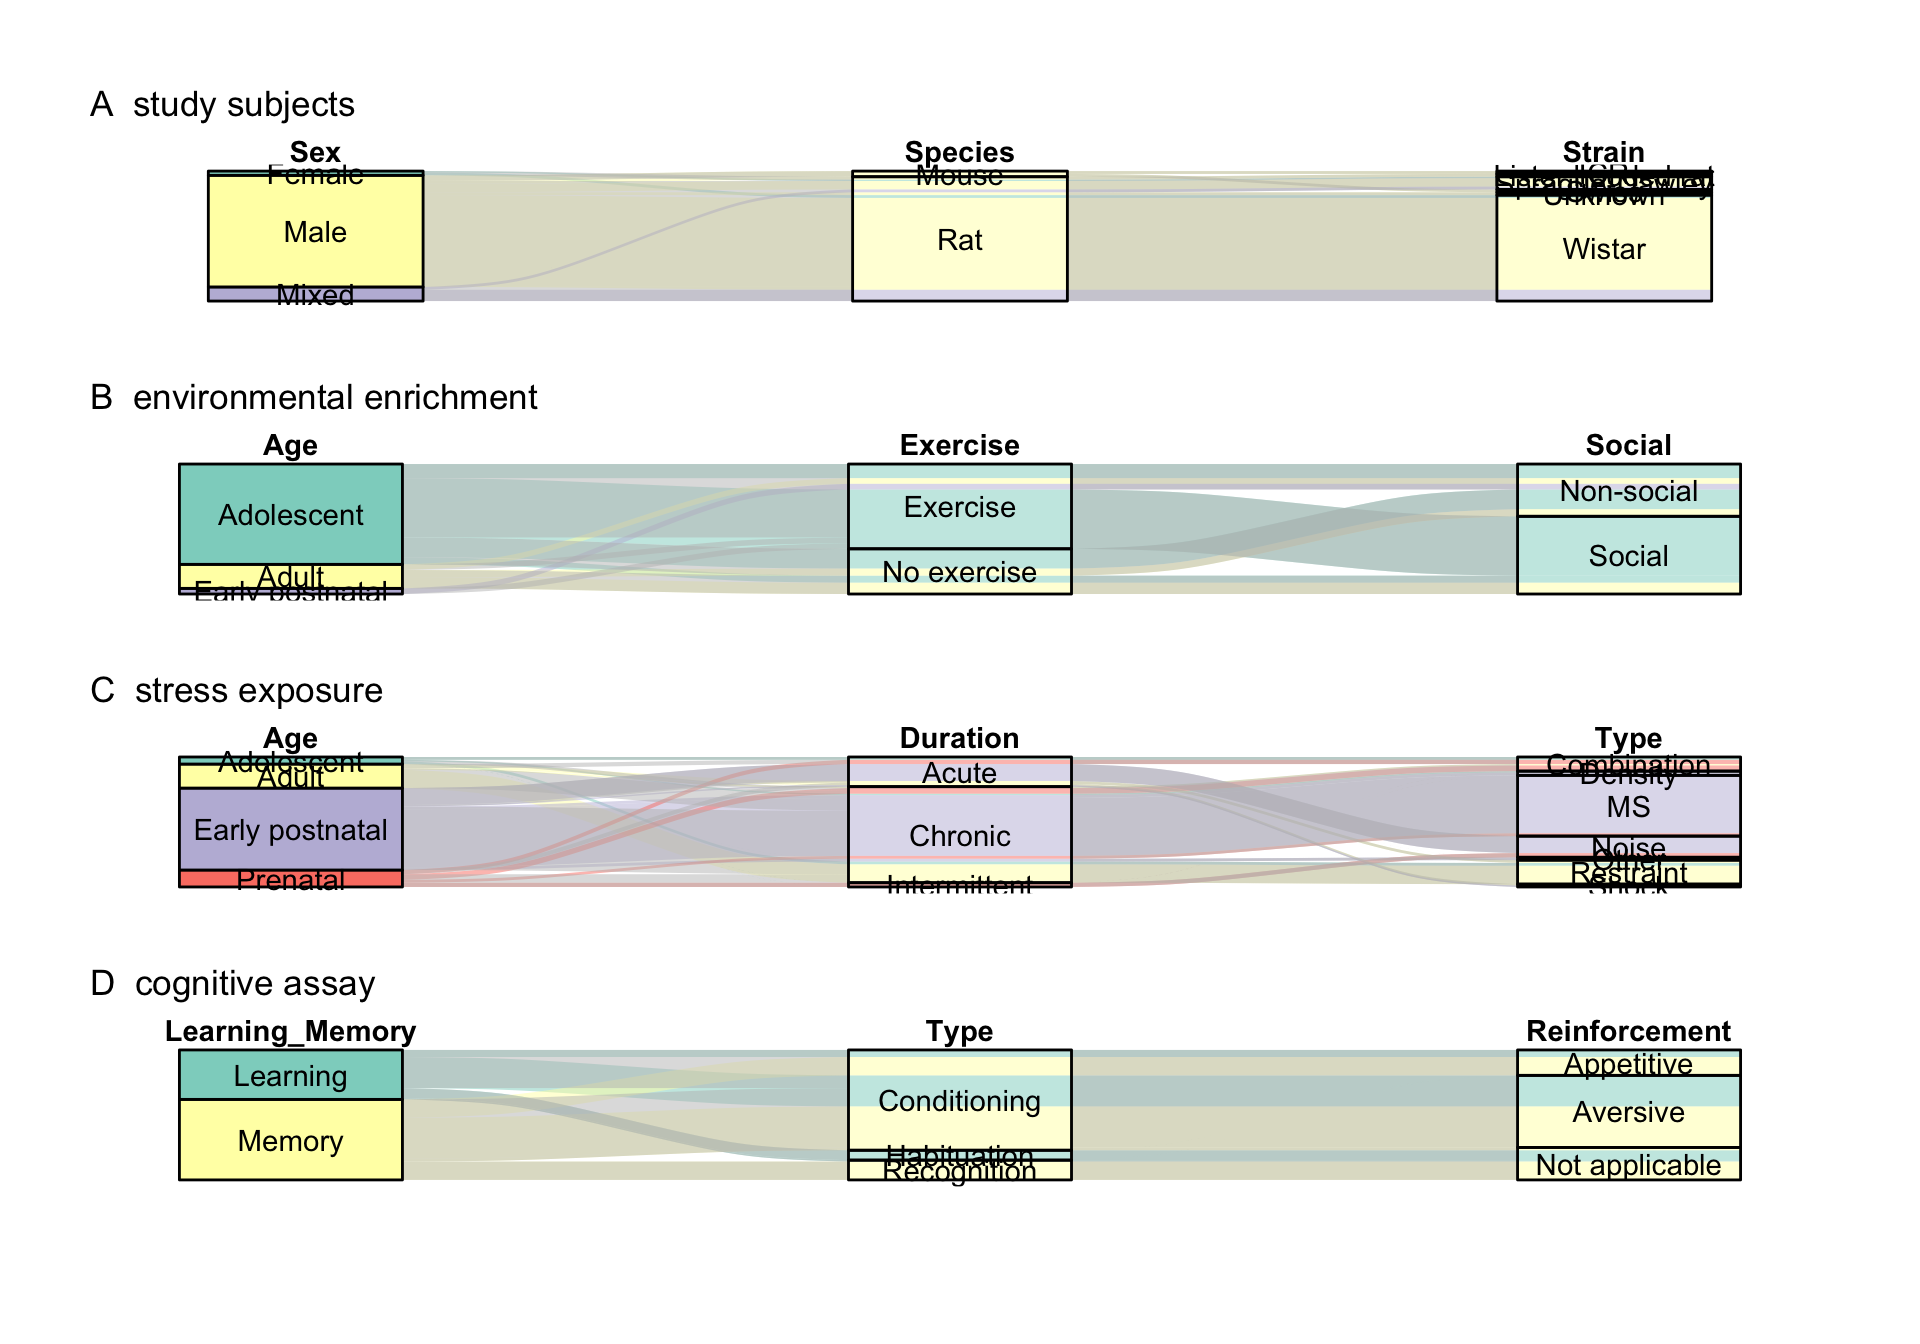 A study subjects
Sex Species Strain
Female Mouse
Unknown
Male Rat Wistar
Mixed
B environmental enrichment
Age Exercise Social
Adolescent Exercise Non-social
Adult No exercise Social
Early postnatal
C stress exposure
Age Duration Type
Adolescent Acute Combination
Adult Density
Early postnatal Chronic MS
Noise
Other
Prenatal Intermittent Restraint
Shock
D cognitive assay
Learning_Memory Type Reinforcement
Learning Conditioning Appetitive
Memory Aversive
Habituation
Recognition Not applicable